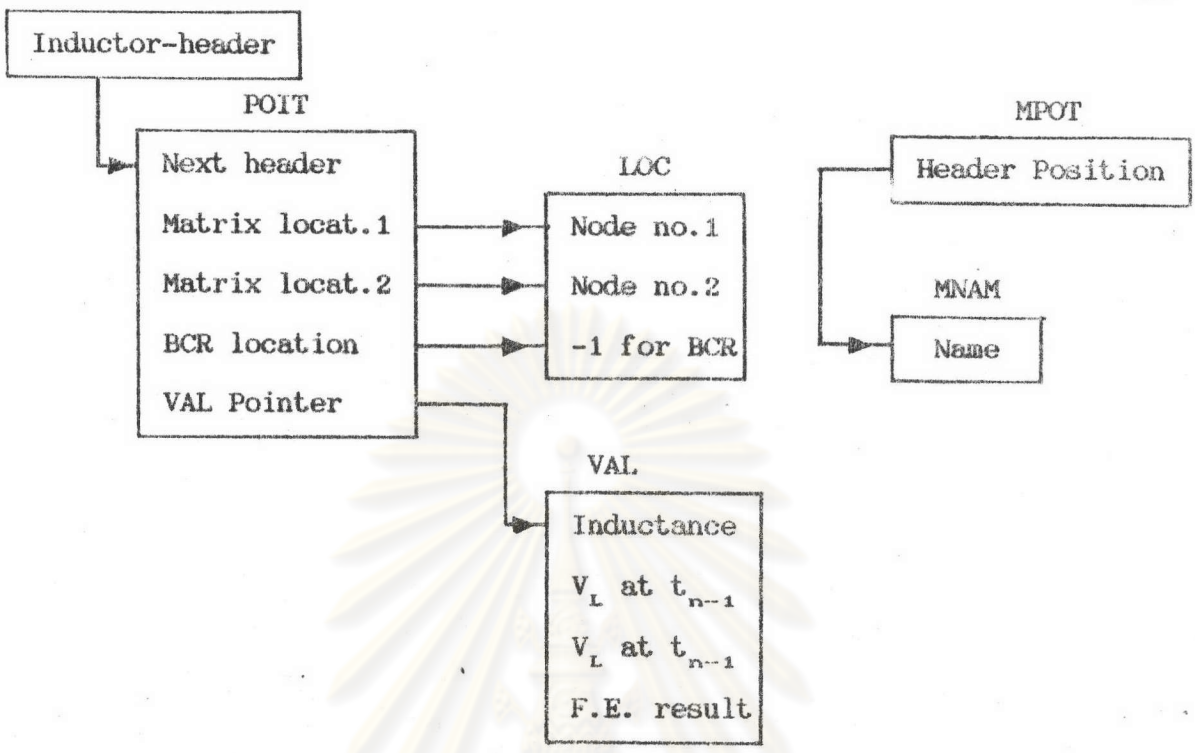 Inductor-header
POIT
Next header
Matrix locat.1
Matrix locat.2
BCR location
VAL Pointer
LOC
Node no.1
Node no.2
-1 for BCR
VAL
Inductance
V_L at t_{n-1}
V_L at t_{n-1}
F.E. result
MPOT
Header Position
MNAM
Name